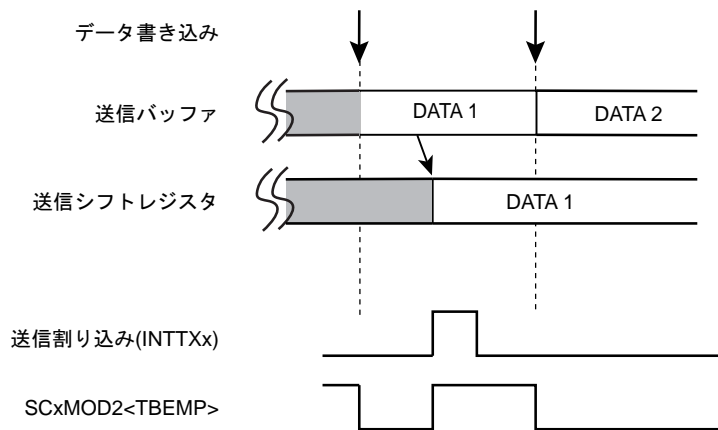 データ書き込み
送信バッファ
DATA 1
DATA 2
送信シフトレジスタ
DATA 1
送信割り込み(INTTXx)
SCxMOD2<TBEMP>